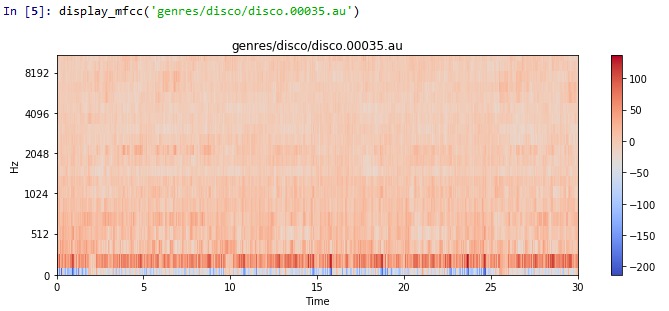 In [5]: display_mfcc('genres/disco/disco.00035.au')
genres/disco/disco.00035.au
8192
4096
2048
1024
512
0
Hz
0 5 10 15 20 25 30
Time
100
50
0
−50
−100
−150
−200